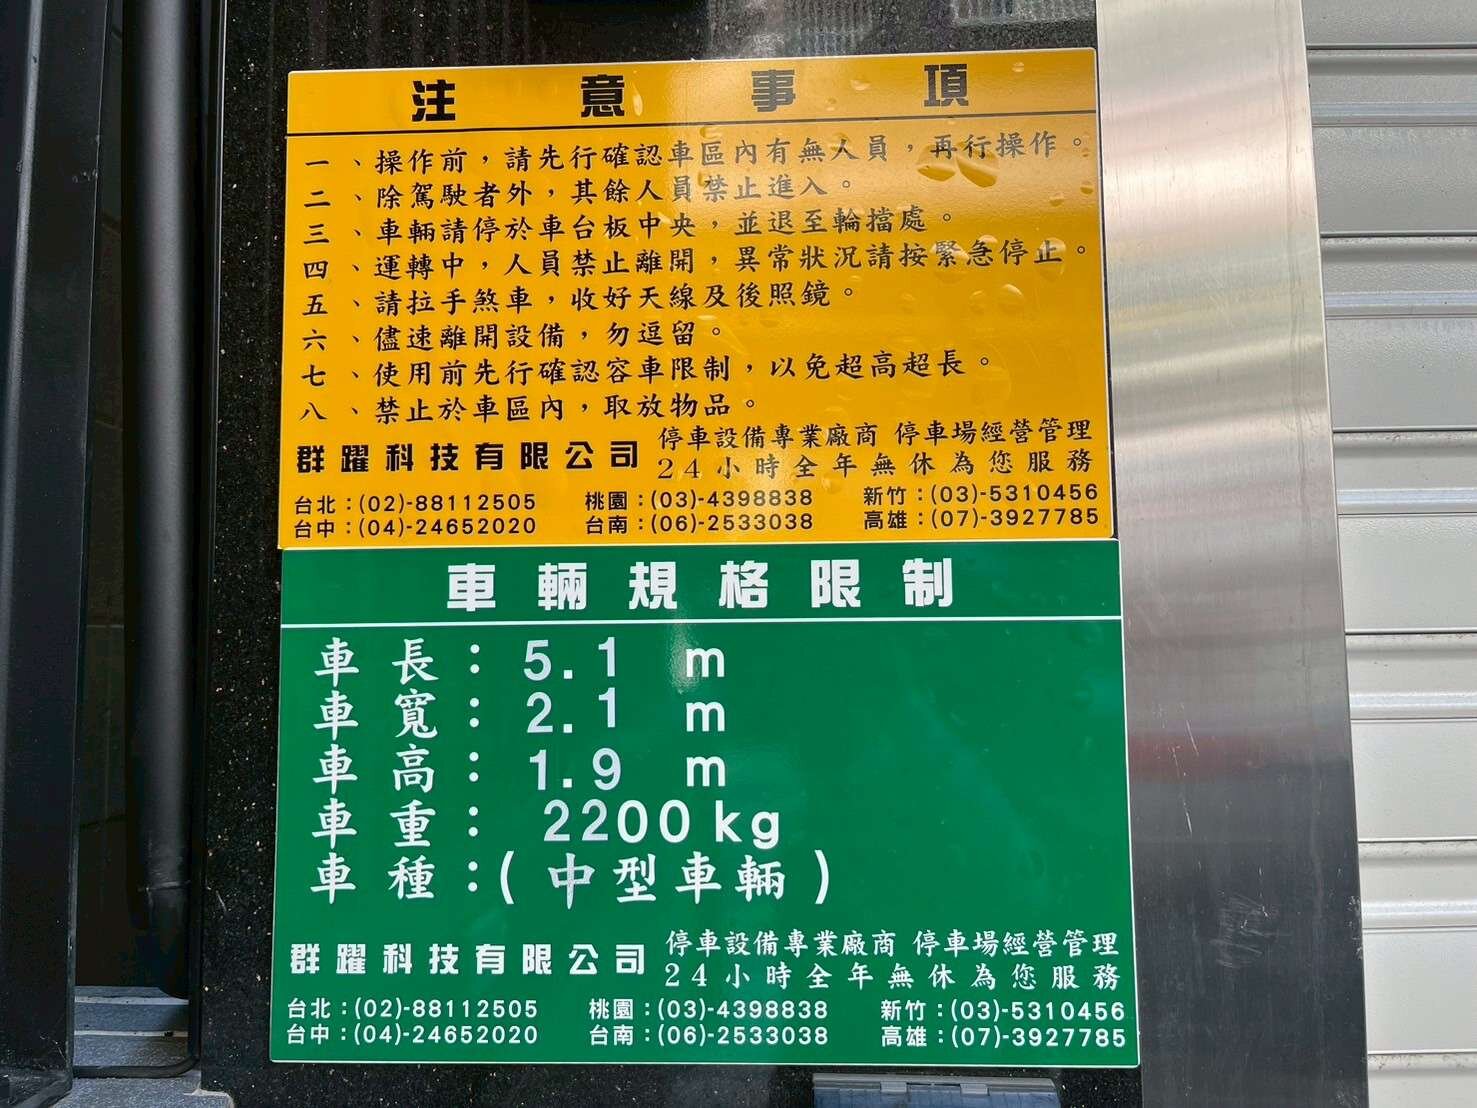 注意事項
一、操作前，請先行確認車區內有無人員，再行操作。
二、除駕駛者外，其餘人員禁止進入。
三、車輛請停於車台板中央，並退至輪擋處。
四、運轉中，人員禁止離開，異常狀況請按緊急停止。
五、請拉手煞車，收好天線及後照鏡。
六、儘速離開設備，勿逗留。
七、使用前先行確認容車限制，以免超高超長。
八、禁止於車區內，取放物品。
群躍科技有限公司 停車設備專業廠商 停車場經營管理
24小時全年無休為您服務
台北：(02)-88112505 桃園：(03)-4398838 新竹：(03)-5310456
台中：(04)-24652020 台南：(06)-2533038 高雄：(07)-3927785
車輛規格限制
車長：5.1 m
車寬：2.1 m
車高：1.9 m
車重：2200kg
車種：(中型車輛)
群躍科技有限公司 停車設備專業廠商 停車場經營管理
24小時全年無休為您服務
台北：(02)-88112505 桃園：(03)-4398838 新竹：(03)-5310456
台中：(04)-24652020 台南：(06)-2533038 高雄：(07)-3927785